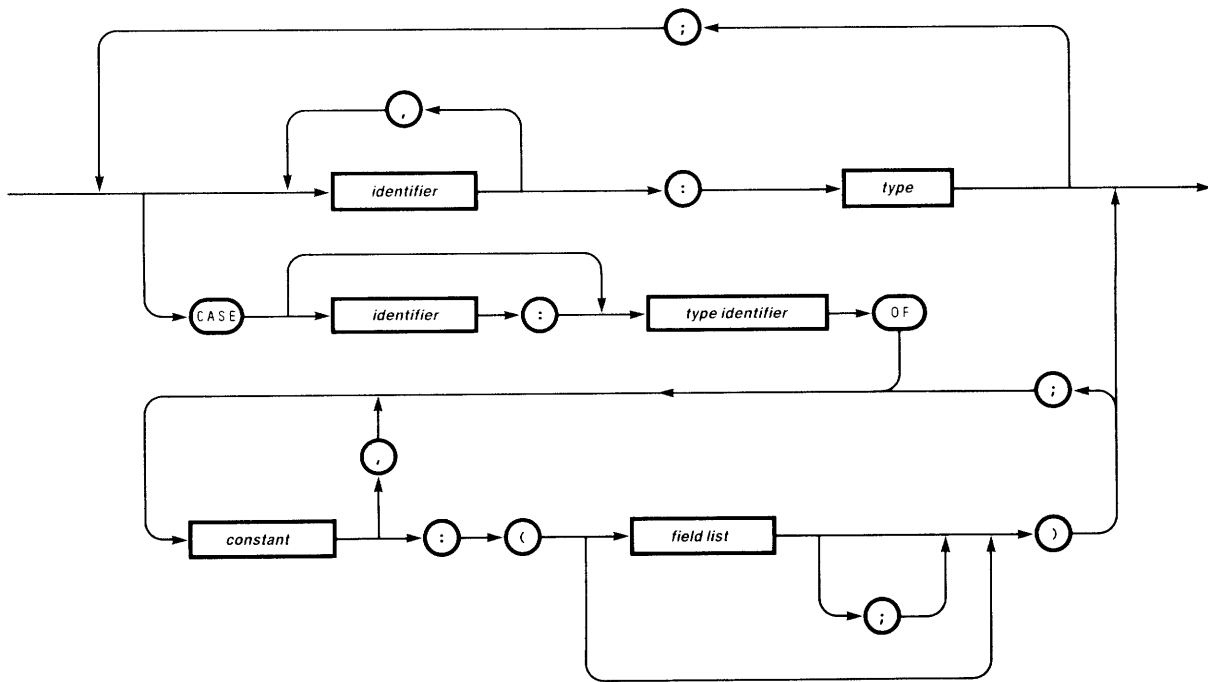 ;
,
identifier : type
CASE identifier : type identifier OF
;
,
constant : ( field list )
;